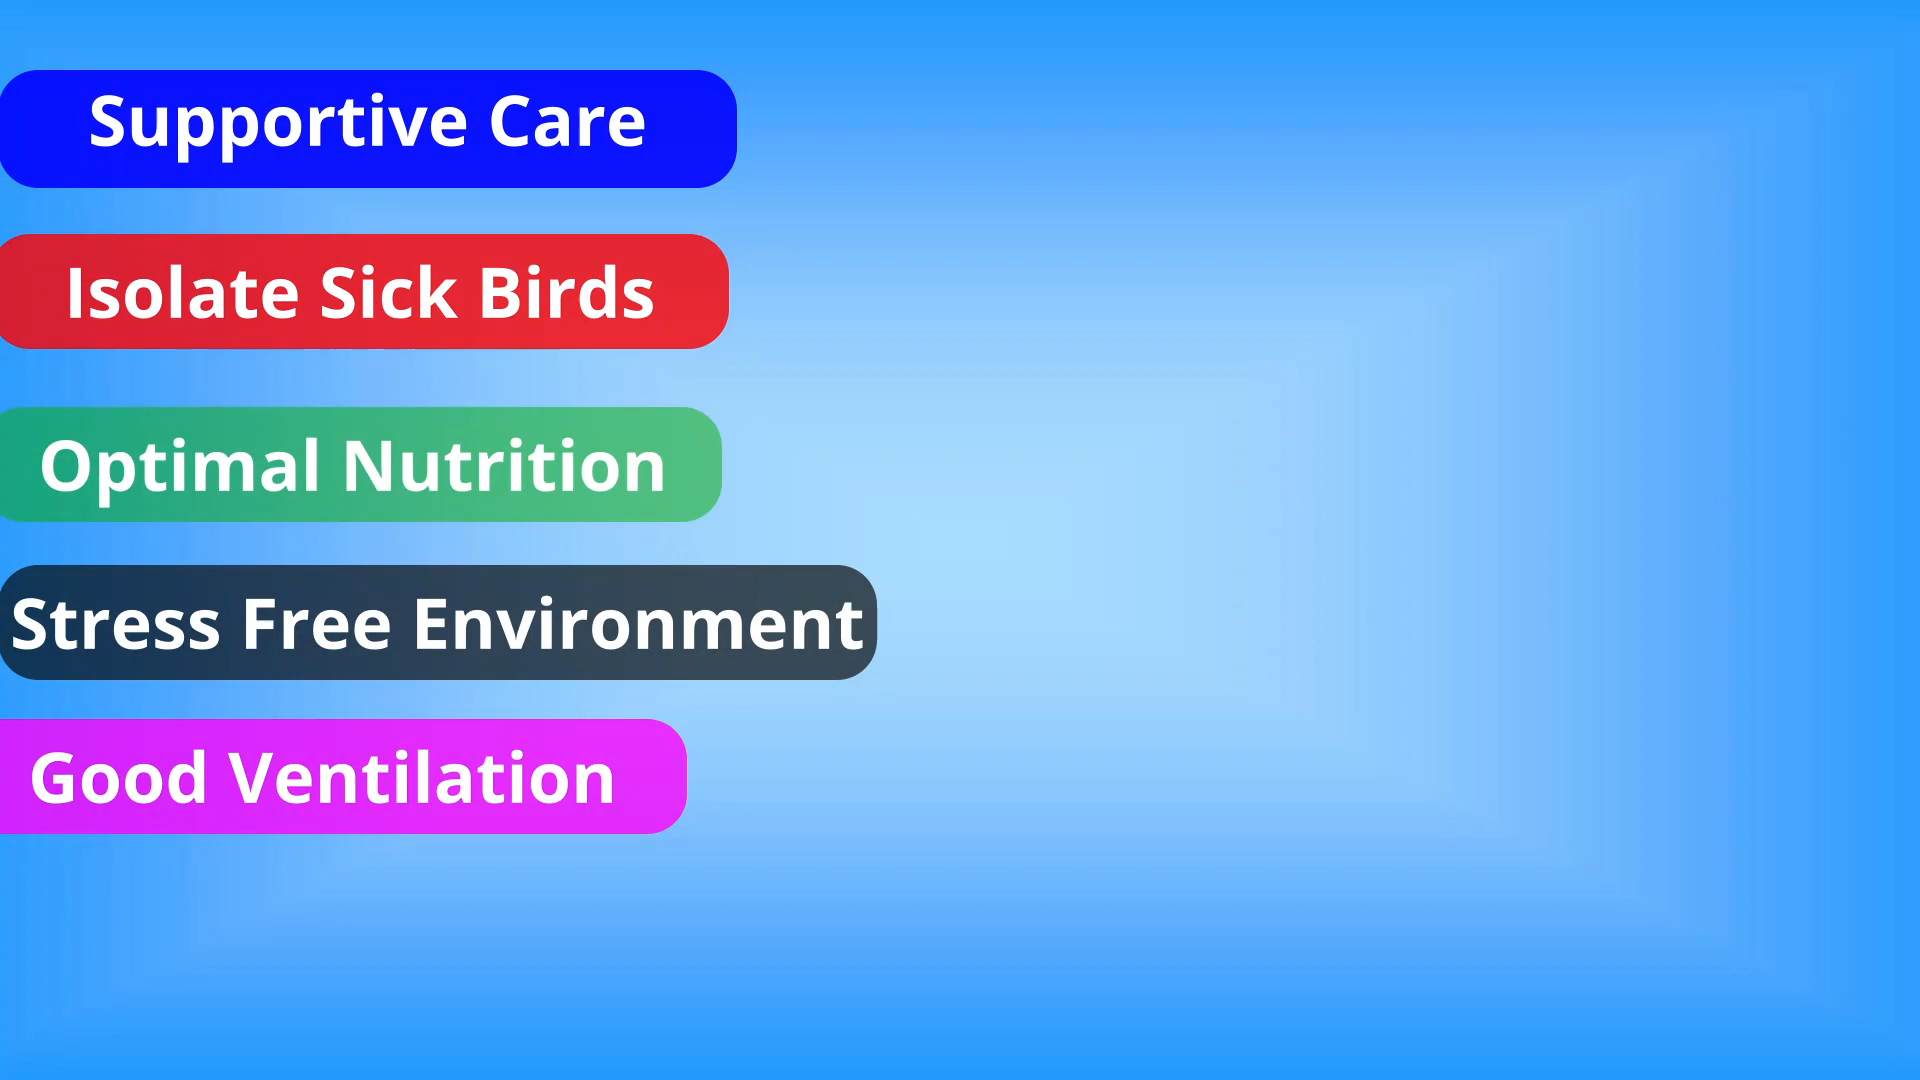 Supportive Care
Isolate Sick Birds
Optimal Nutrition
Stress Free Environment
Good Ventilation